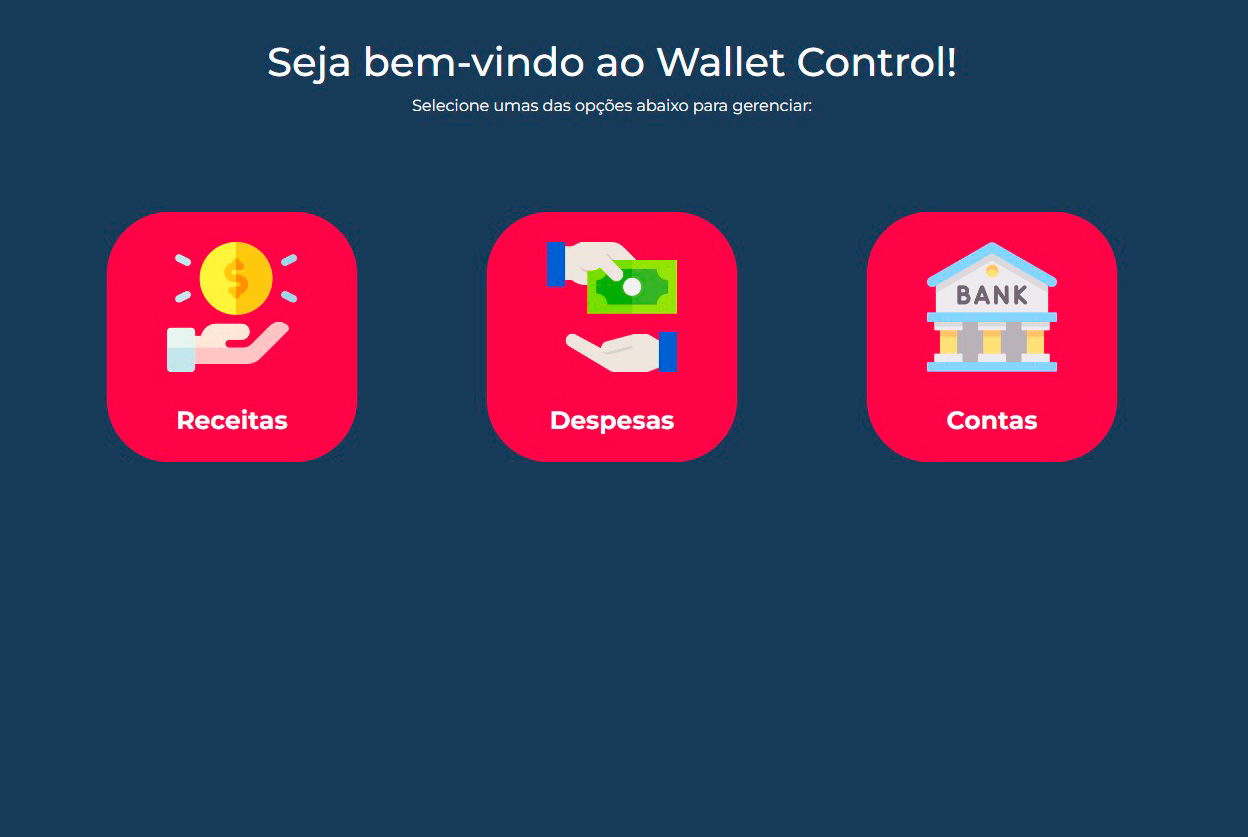 Seja bem-vindo ao Wallet Control!
Selecione umas das opções abaixo para gerenciar:
$
BANK
Receitas
Despesas
Contas